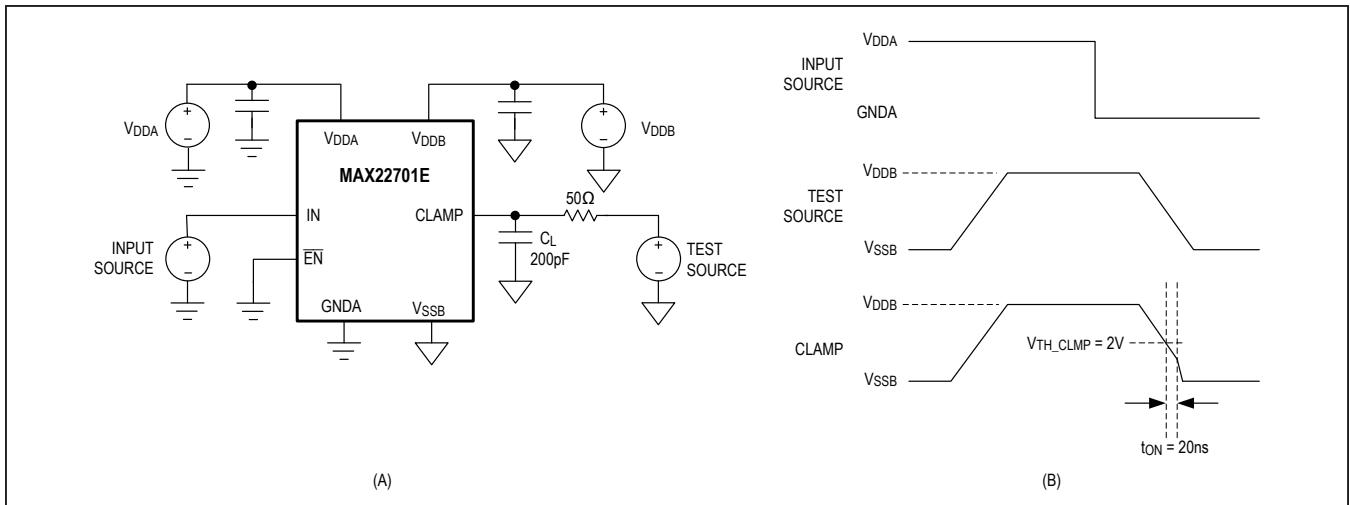 VDDA
VDDA
VDDB
VDDB
MAX22701E
IN
CLAMP
50Ω
INPUT
SOURCE
EN
CL
200pF
TEST
SOURCE
GNDA
VSSB
(A)
INPUT
SOURCE
VDDA
GNDA
TEST
SOURCE
VDDB
VSSB
CLAMP
VDDB
VTH_CLMP = 2V
VSSB
tON = 20ns
(B)